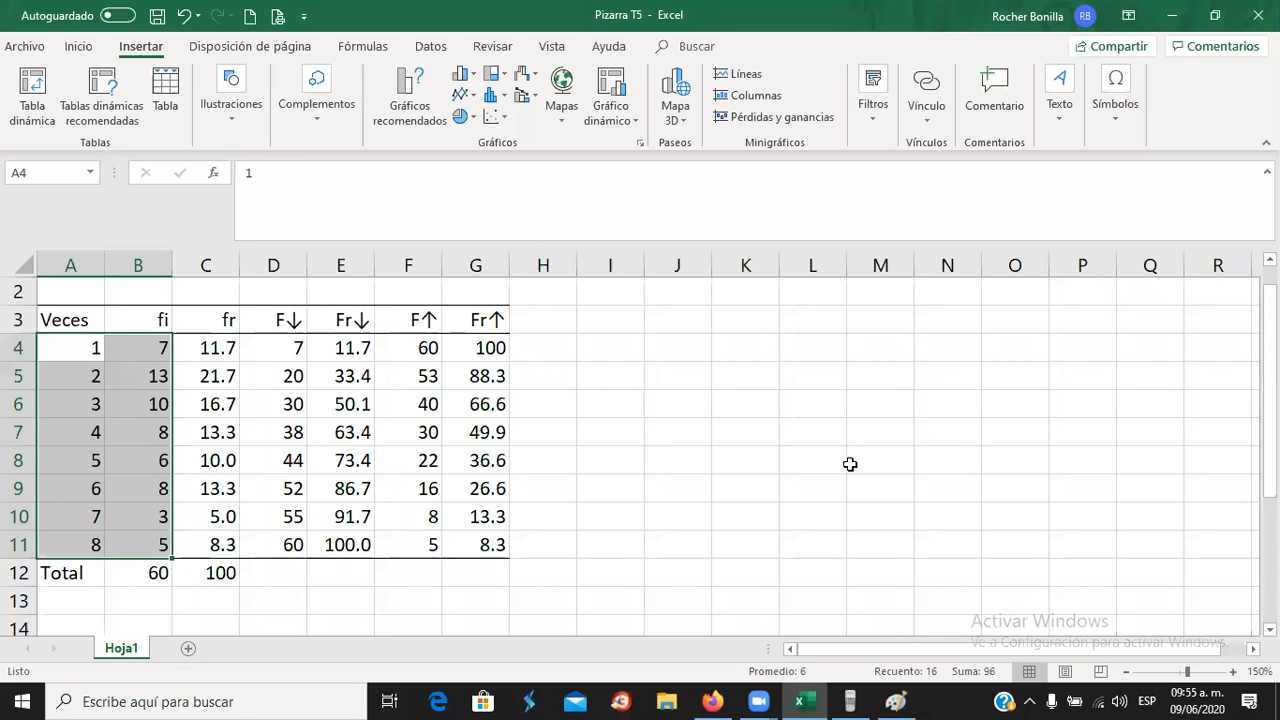 Autoguardado
Pizarra T5 - Excel
Rocher Bonilla RB
Archivo Inicio Insertar Disposición de página Fórmulas Datos Revisar Vista Ayuda Buscar Compartir Comentarios
Tabla dinámica
Tablas dinámicas recomendadas
Tabla
Ilustraciones
Complementos
Gráficos recomendados
Mapas
Gráfico dinámico
Mapa 3D
Líneas
Columnas
Pérdidas y ganancias
Filtros
Vínculo
Comentario
Texto
Símbolos
Tablas Gráficos Paseos Minigráficos Vínculos Comentarios
A4 fx 1
A B C D E F G H I J K L M N O P Q R
2
3 Veces fi fr F↓ Fr↓ F↑ Fr↑
4 1 7 11.7 7 11.7 60 100
5 2 13 21.7 20 33.4 53 88.3
6 3 10 16.7 30 50.1 40 66.6
7 4 8 13.3 38 63.4 30 49.9
8 5 6 10.0 44 73.4 22 36.6
9 6 8 13.3 52 86.7 16 26.6
10 7 3 5.0 55 91.7 8 13.3
11 8 5 8.3 60 100.0 5 8.3
12 Total 60 100
13
14
Activar Windows
Ve a Configuración para activar Windows.
Hoja1
Listo Promedio: 6 Recuento: 16 Suma: 96 150%
Escribe aquí para buscar
ESP
09:55 a. m.
09/06/2020